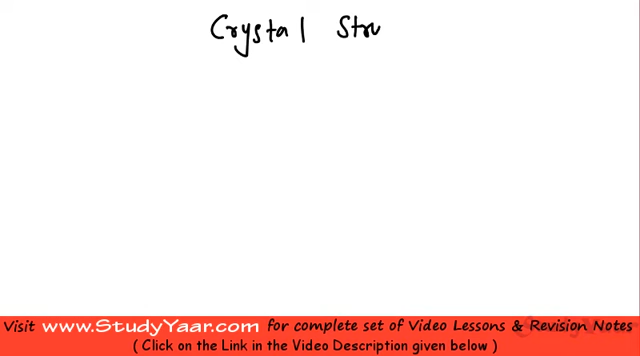 Crystal Stru
Visit www.StudyYaar.com for complete set of Video Lessons & Revision Notes
( Click on the Link in the Video Description given below )